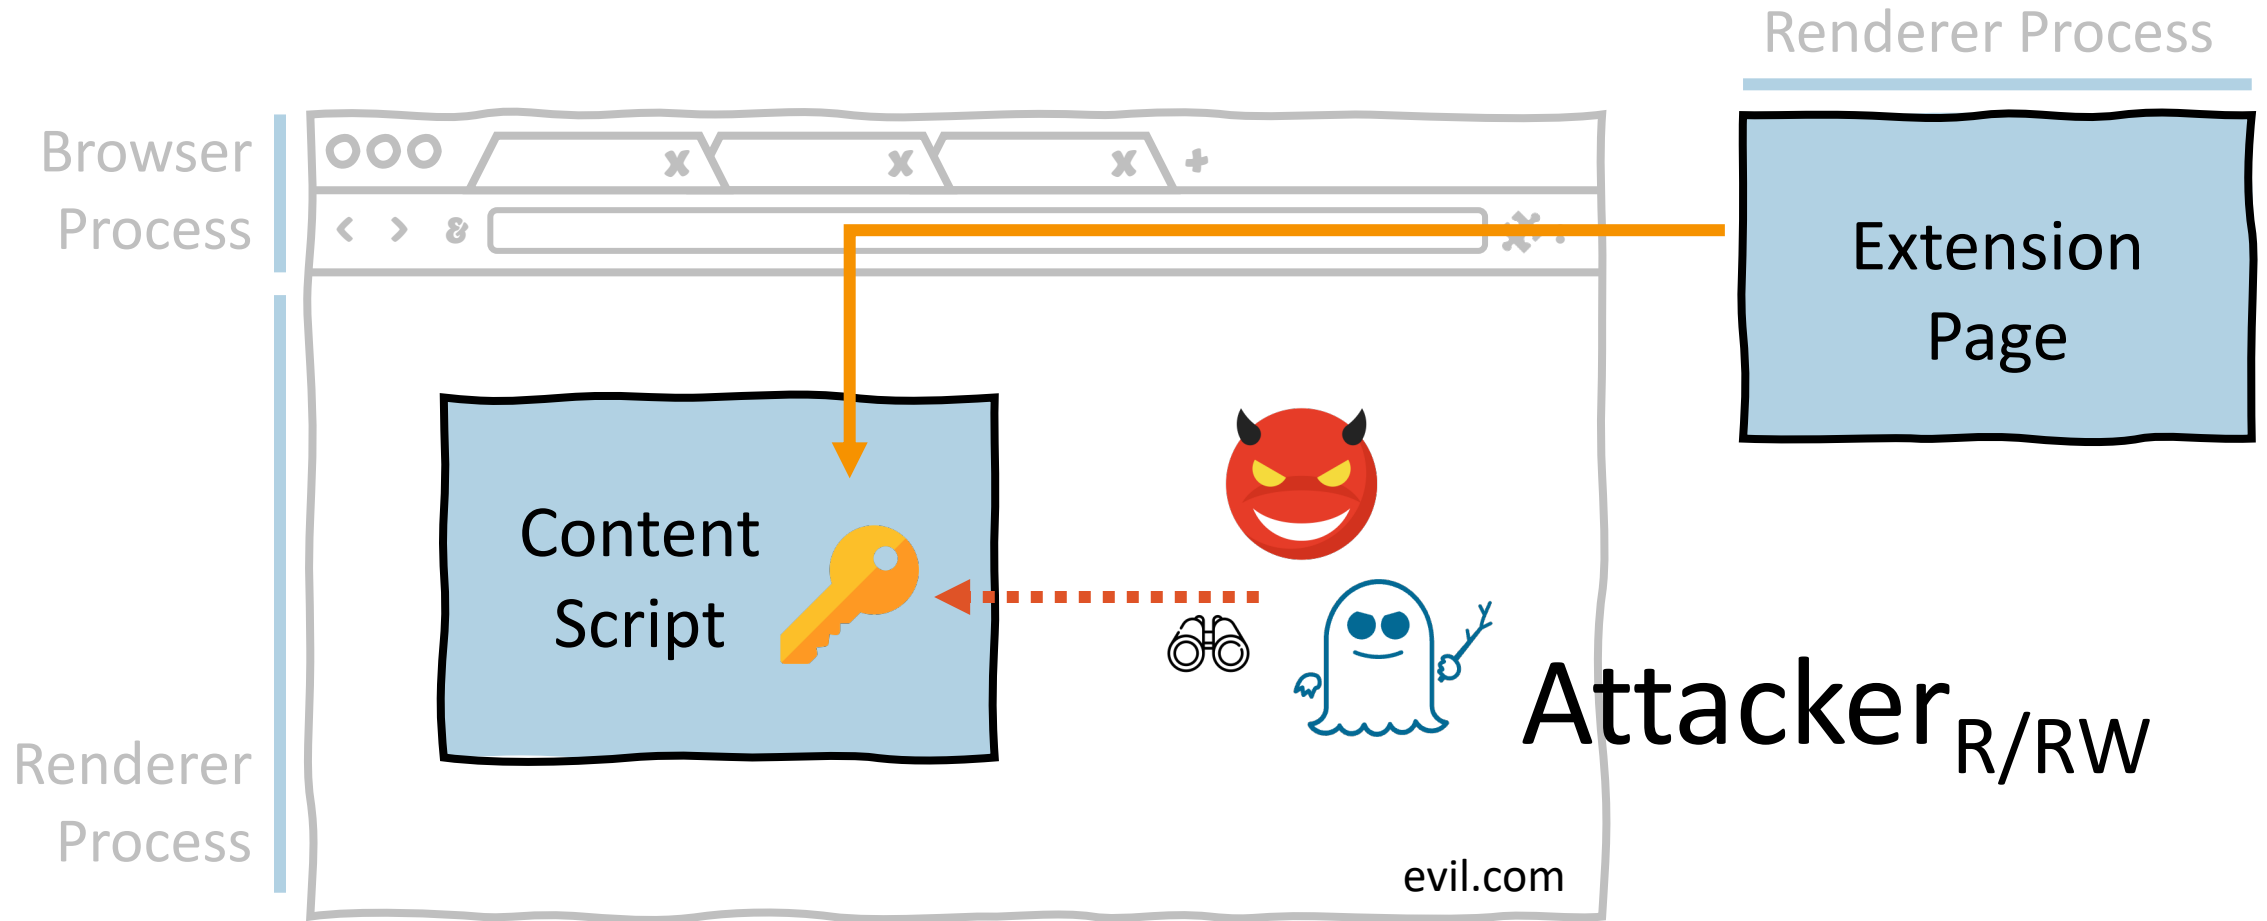 Renderer Process
Browser
Process
x x x +
< > &
Extension
Page
Content
Script
Attacker R/RW
Renderer
Process
evil.com